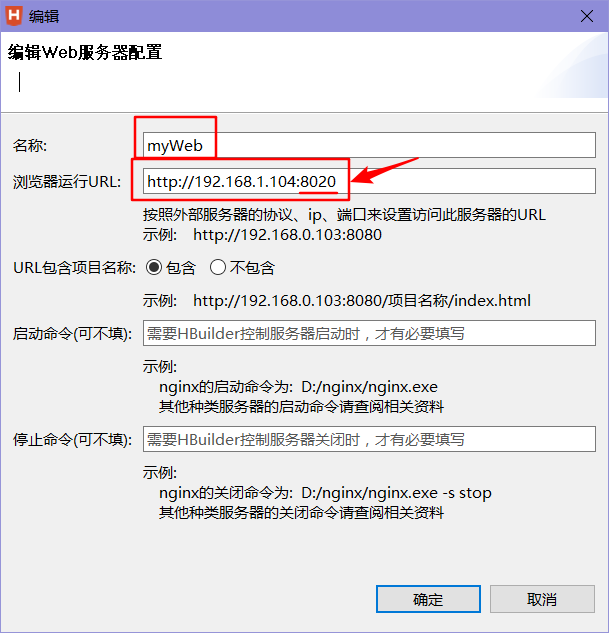 H 编辑
编辑Web服务器配置
名称: myWeb
浏览器运行URL: http://192.168.1.104:8020
按照外部服务器的协议、ip、端口来设置访问此服务器的URL
示例: http://192.168.0.103:8080
URL包含项目名称: 包含 不包含
示例: http://192.168.0.103:8080/项目名称/index.html
启动命令(可不填): 需要HBuilder控制服务器启动时，才有必要填写
示例:
nginx的启动命令为: D:/nginx/nginx.exe
其他种类服务器的启动命令请查阅相关资料
停止命令(可不填): 需要HBuilder控制服务器关闭时，才有必要填写
示例:
nginx的关闭命令为: D:/nginx/nginx.exe -s stop
其他种类服务器的关闭命令请查阅相关资料
确定 取消